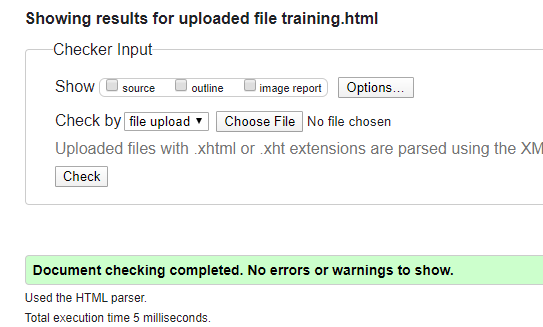 Showing results for uploaded file training.html
Checker Input
Show source outline image report Options...
Check by file upload Choose File No file chosen
Uploaded files with .xhtml or .xht extensions are parsed using the XM
Check
Document checking completed. No errors or warnings to show.
Used the HTML parser.
Total execution time 5 milliseconds.